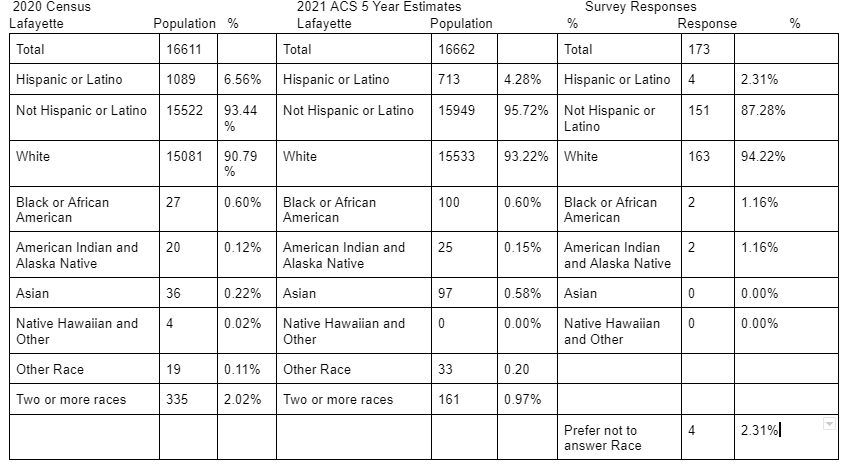 2020 Census 2021 ACS 5 Year Estimates Survey Responses
Lafayette Population % Lafayette Population % Response %
Total 16611 Total 16662 Total 173
Hispanic or Latino 1089 6.56% Hispanic or Latino 713 4.28% Hispanic or Latino 4 2.31%
Not Hispanic or Latino 15522 93.44 Not Hispanic or Latino 15949 95.72% Not Hispanic or 151 87.28%
% Latino
White 15081 90.79 White 15533 93.22% White 163 94.22%
%
Black or African 27 0.60% Black or African 100 0.60% Black or African 2 1.16%
American American American
American Indian and 20 0.12% American Indian and 25 0.15% American Indian 2 1.16%
Alaska Native Alaska Native and Alaska Native
Asian 36 0.22% Asian 97 0.58% Asian 0 0.00%
Native Hawaiian and 4 0.02% Native Hawaiian and 0 0.00% Native Hawaiian 0 0.00%
Other Other and Other
Other Race 19 0.11% Other Race 33 0.20
Two or more races 335 2.02% Two or more races 161 0.97%
Prefer not to 4 2.31%
answer Race